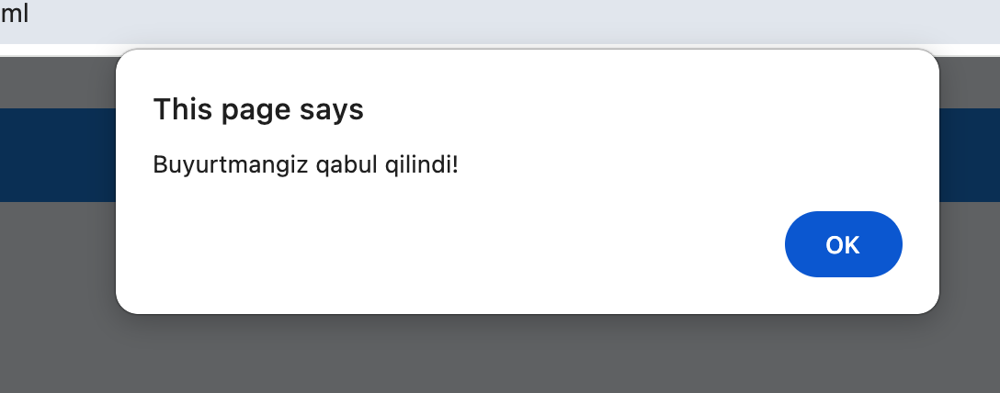 ml
This page says
Buyurtmangiz qabul qilindi!
OK